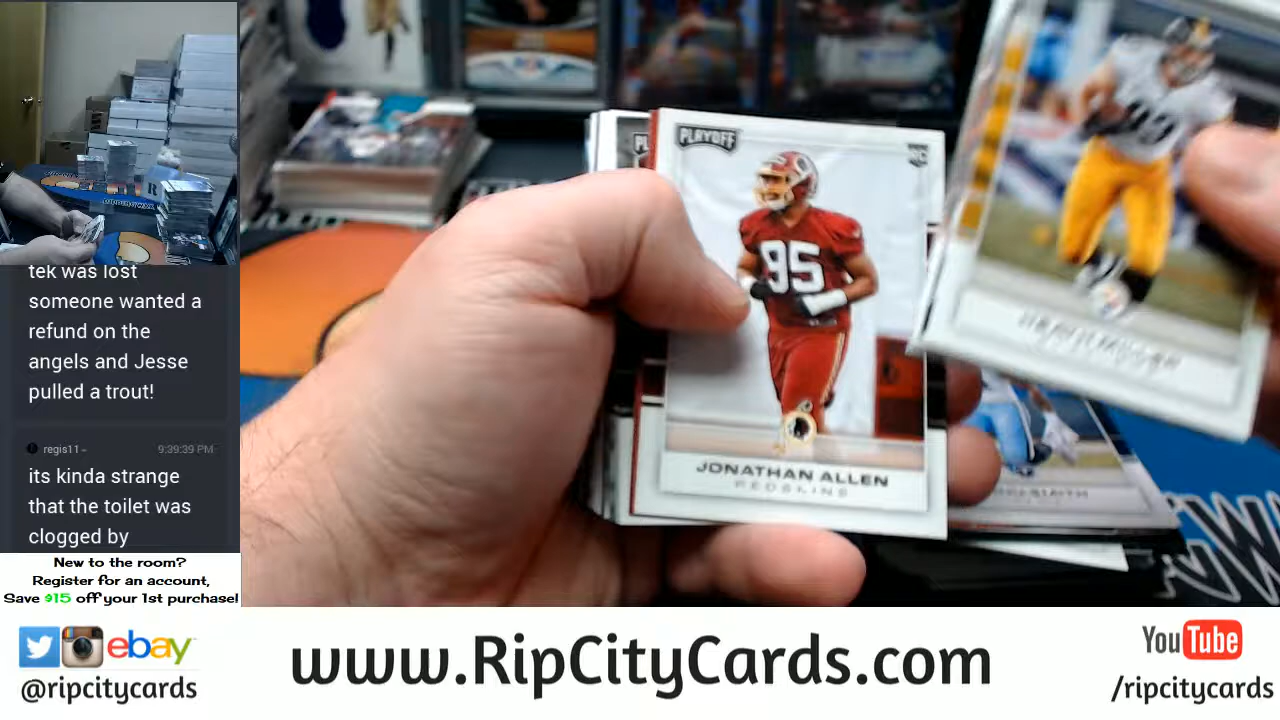 tek was lost
someone wanted a
refund on the
angels and Jesse
pulled a trout!
regis11-
9:39:39 PM
its kinda strange
that the toilet was
clogged by
New to the room?
Register for an account,
Save $15 off your 1st purchase!
PLAYOFF
RC
95
JONATHAN ALLEN
REDSKINS
ebay
@ripcitycards
www.RipCityCards.com
YouTube
/ripcitycards